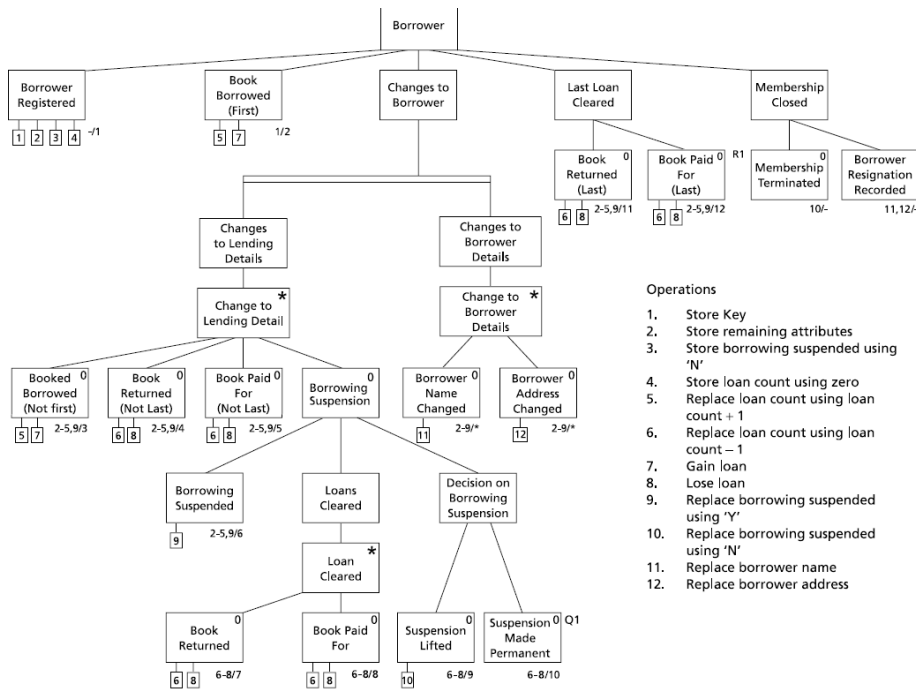 Borrower
Borrower
Registered
1 2 3 4 -/1
Book
Borrowed
(First)
5 7 1/2
Changes to
Borrower
Last Loan
Cleared
Membership
Closed
Book 0
Returned
(Last)
6 8 2-5,9/11
Book Paid 0 R1
For
(Last)
6 8 2-5,9/12
0
Membership
Terminated
10/-
Borrower
Resignation
Recorded
11,12/-
Changes
to Lending
Details
Changes to
Borrower
Details
Change to *
Lending Detail
Change to *
Borrower
Details
Booked 0
Borrowed
(Not first)
5 7 2-5,9/3
Book 0
Returned
(Not Last)
6 8 2-5,9/4
Book Paid 0
For
(Not Last)
6 8 2-5,9/5
0
Borrowing
Suspension
Borrower 0
Name
Changed
11 2-9/*
Borrower 0
Address
Changed
12 2-9/*
Borrowing
Suspended
9 2-5,9/6
Loans
Cleared
Decision on
Borrowing
Suspension
Loan *
Cleared
0
Book
Returned
6 8 6-8/7
0
Book Paid
For
6 8 6-8/8
0
Suspension
Lifted
10 6-8/9
Suspension 0 Q1
Made
Permanent
6-8/10
Operations
1. Store Key
2. Store remaining attributes
3. Store borrowing suspended using
'N'
4. Store loan count using zero
5. Replace loan count using loan
count + 1
6. Replace loan count using loan
count – 1
7. Gain loan
8. Lose loan
9. Replace borrowing suspended
using 'Y'
10. Replace borrowing suspended
using 'N'
11. Replace borrower name
12. Replace borrower address